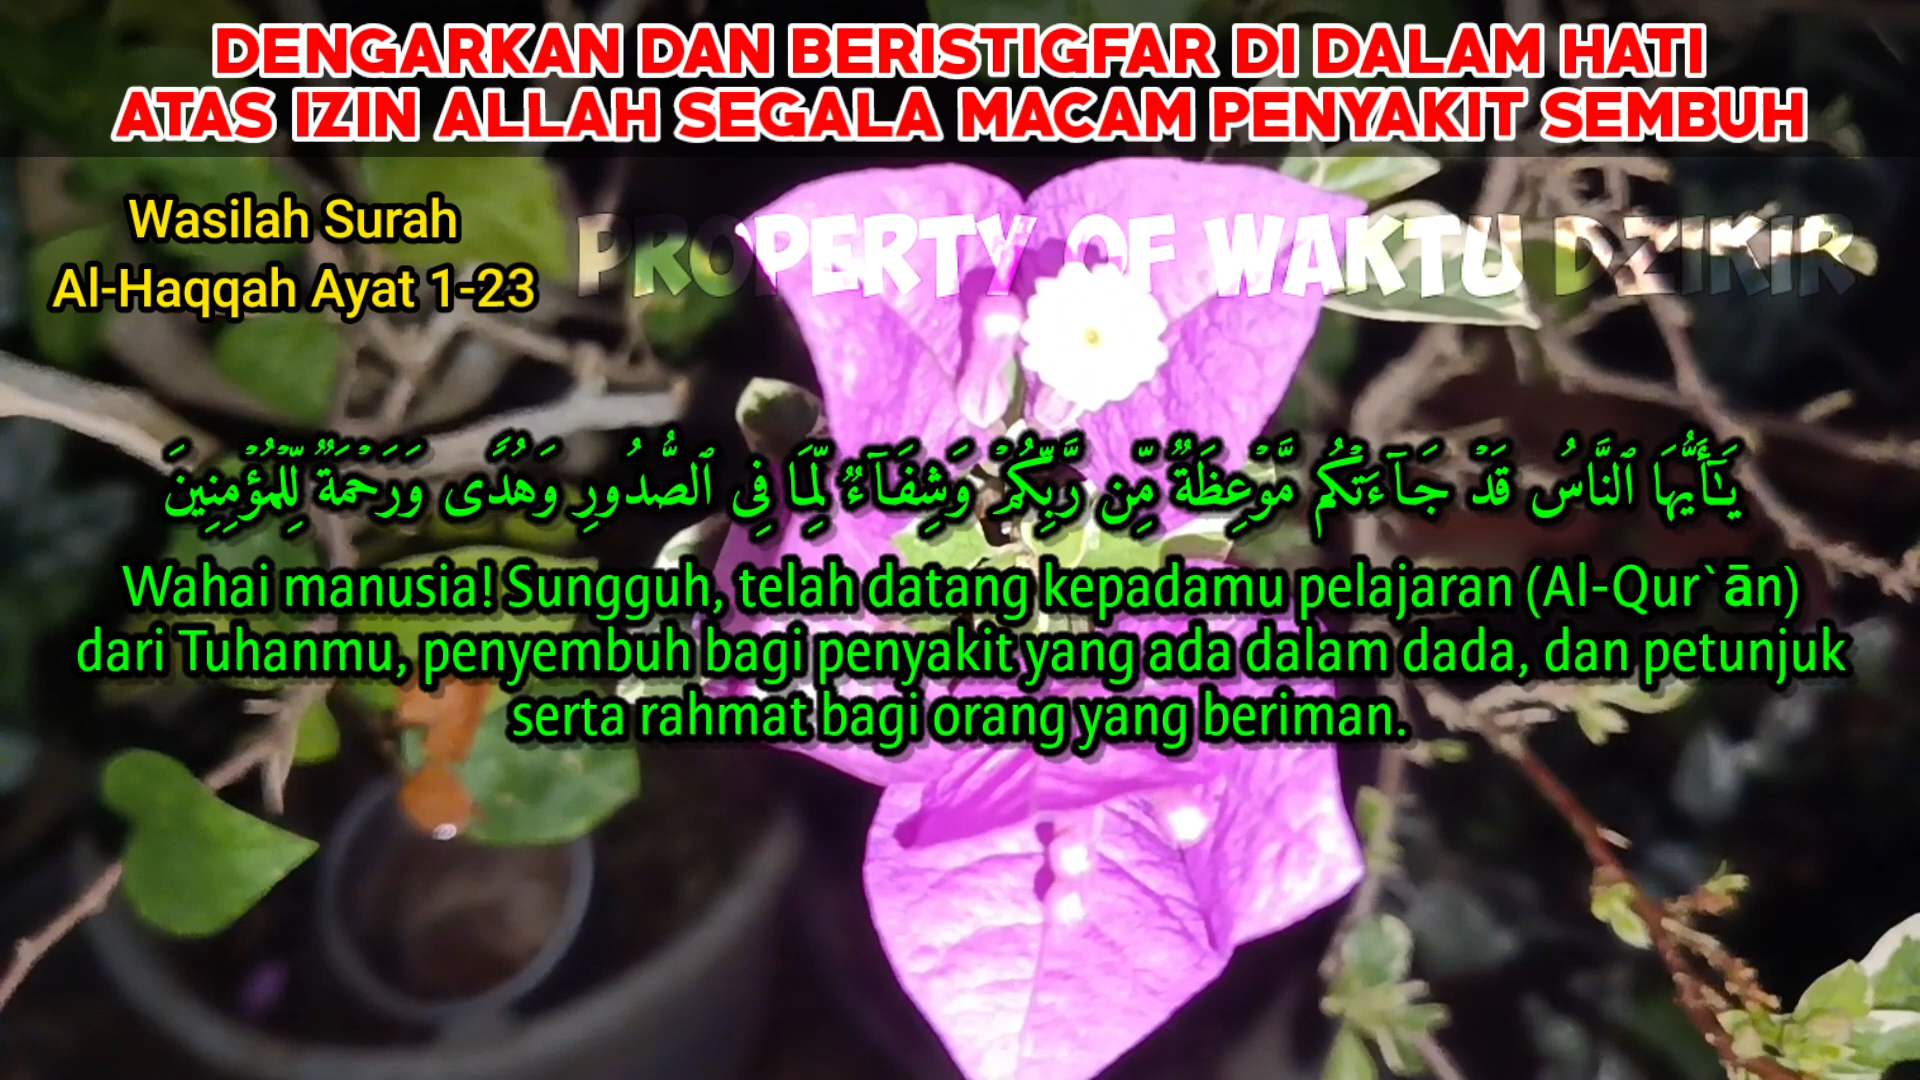 DENGARKAN DAN BERISTIGFAR DI DALAM HATI
ATAS IZIN ALLAH SEGALA MACAM PENYAKIT SEMBUH
Wasilah Surah
Al-Haqqah Ayat 1-23
PROPERTY OF WAKTU DZIKIR
يَـٰٓأَيُّهَا ٱلنَّاسُ قَدْ جَآءَتْكُم مَّوْعِظَةٌ مِّن رَّبِّكُمْ وَشِفَآءٌ لِّمَا فِى ٱلصُّدُورِ وَهُدًى وَرَحْمَةٌ لِّلْمُؤْمِنِينَ
Wahai manusia! Sungguh, telah datang kepadamu pelajaran (Al-Qur`ān)
dari Tuhanmu, penyembuh bagi penyakit yang ada dalam dada, dan petunjuk
serta rahmat bagi orang yang beriman.